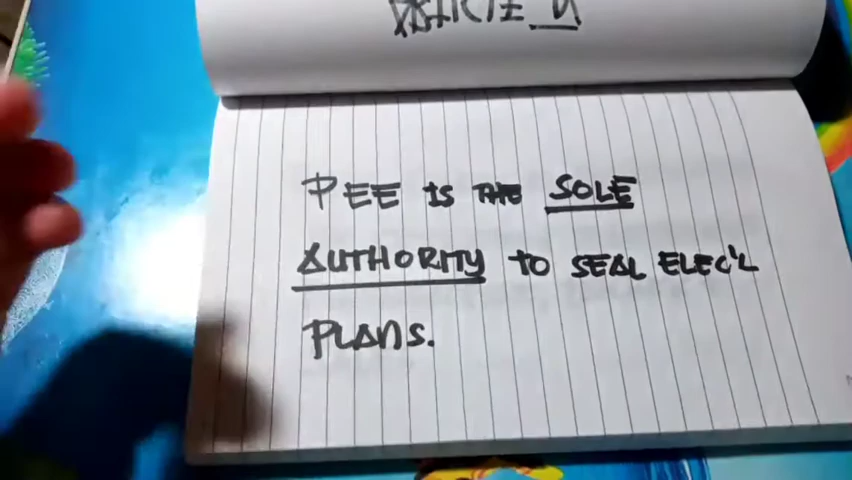 PEE IS THE SOLE
AUTHORITY TO SEAL ELEC'L
PLANS.